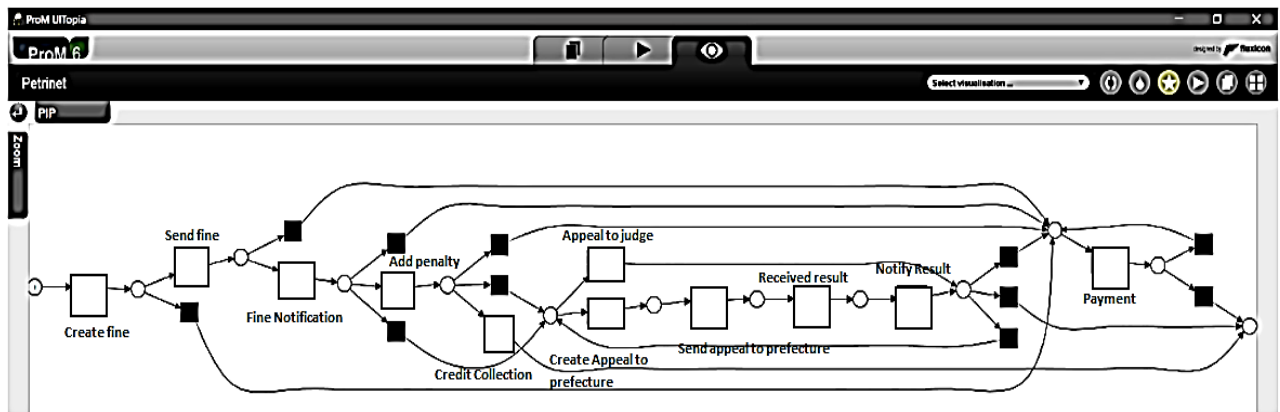 ProM UITopia
ProM 6
designed by fluxicon
Petrinet
Select visualisation ...
PIP
Zoom
Send fine
Appeal to judge
Add penalty
Received result
Notify Result
Payment
Create fine
Fine Notification
Send appeal to prefecture
Credit Collection
Create Appeal to
prefecture